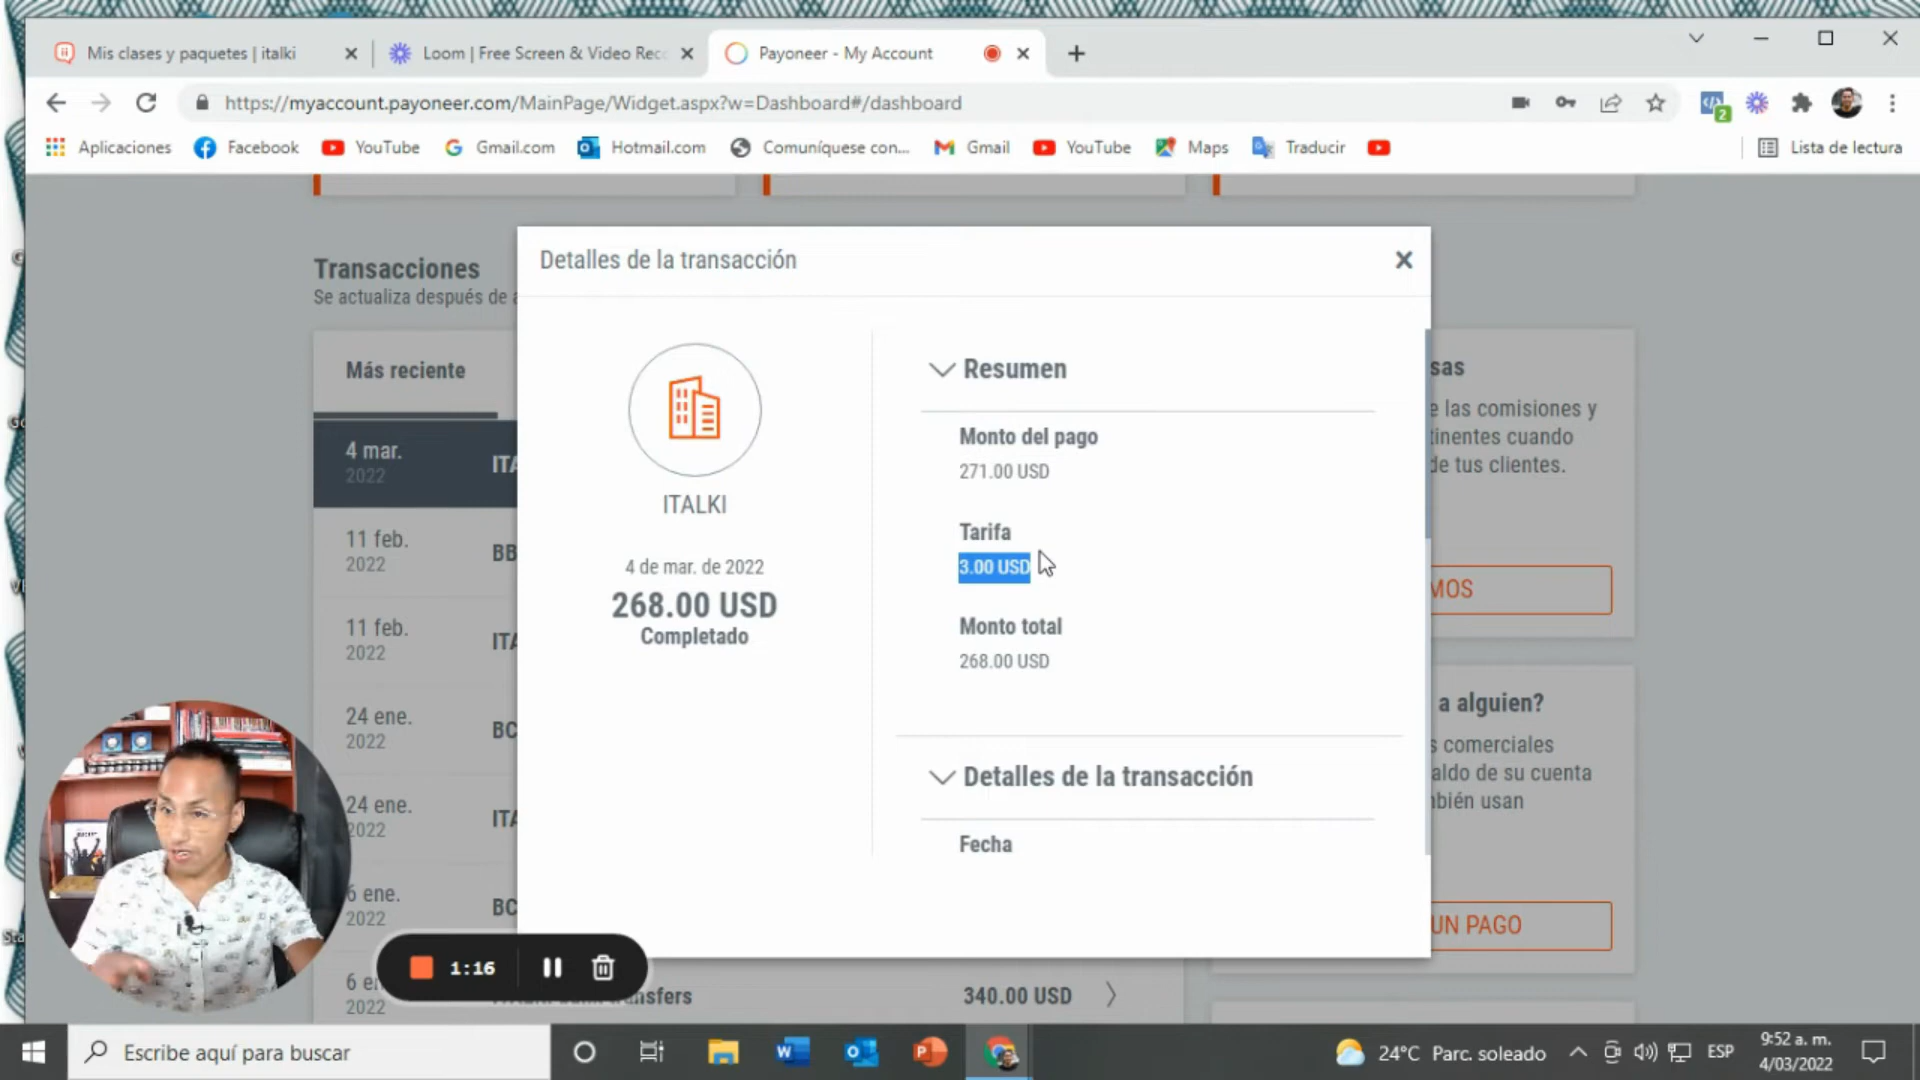 Mis clases y paquetes | italki
Loom | Free Screen & Video Rec
Payoneer - My Account
https://myaccount.payoneer.com/MainPage/Widget.aspx?w=Dashboard#/dashboard
2
Aplicaciones
Facebook
YouTube
Gmail.com
Hotmail.com
Comuníquese con...
Gmail
YouTube
Maps
Traducir
Lista de lectura
Transacciones
Se actualiza después de a
Más reciente
4 mar.
2022
ITA
11 feb.
2022
BB
11 feb.
2022
ITA
24 ene.
2022
BC
24 ene.
2022
ITA
6 ene.
2022
BC
6 en
2022
transfers
340.00 USD
Detalles de la transacción
ITALKI
4 de mar. de 2022
268.00 USD
Completado
Resumen
Monto del pago
271.00 USD
Tarifa
3.00 USD
Monto total
268.00 USD
Detalles de la transacción
Fecha
sas
e las comisiones y
tinentes cuando
de tus clientes.
MOS
a alguien?
s comerciales
aldo de su cuenta
mbién usan
UN PAGO
1:16
Escribe aquí para buscar
24°C Parc. soleado
ESP
9:52 a. m.
4/03/2022